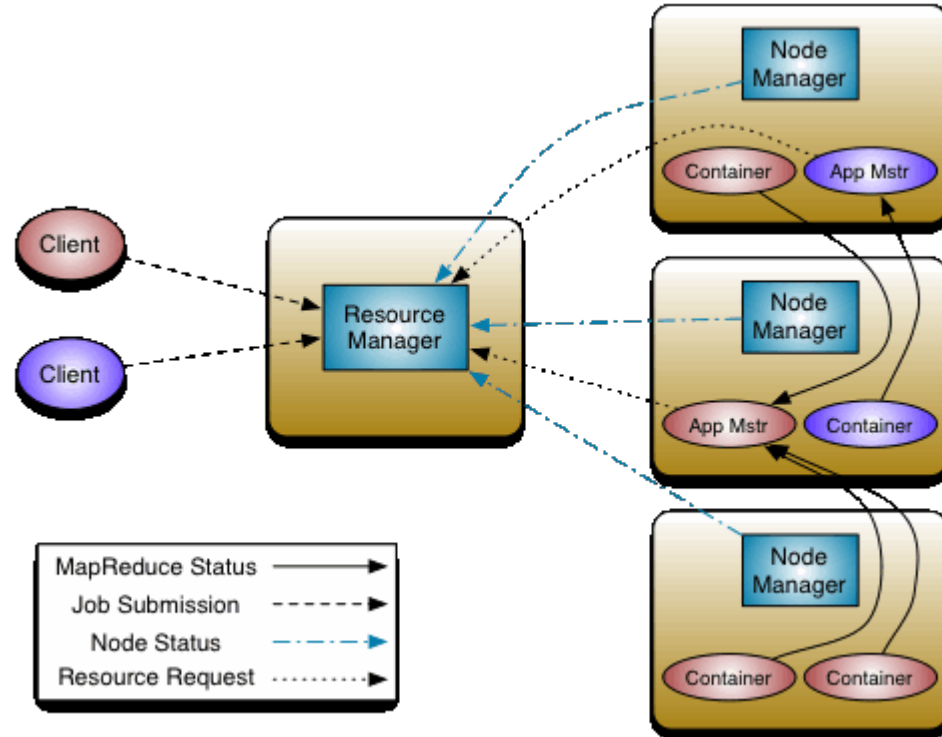 Node
Manager
Container
App Mstr
Client
Client
Resource
Manager
Node
Manager
App Mstr
Container
Node
Manager
Container
Container
MapReduce Status
Job Submission
Node Status
Resource Request